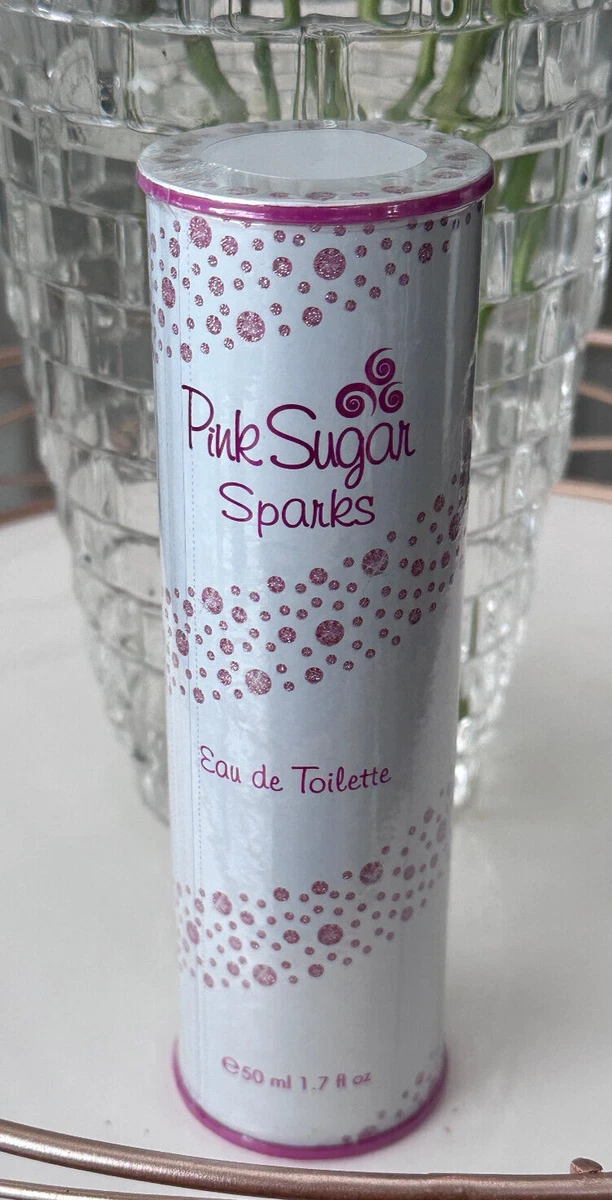 Pink Sugar
Sparks
Eau de Toilette
℮50 ml 1.7 fl oz